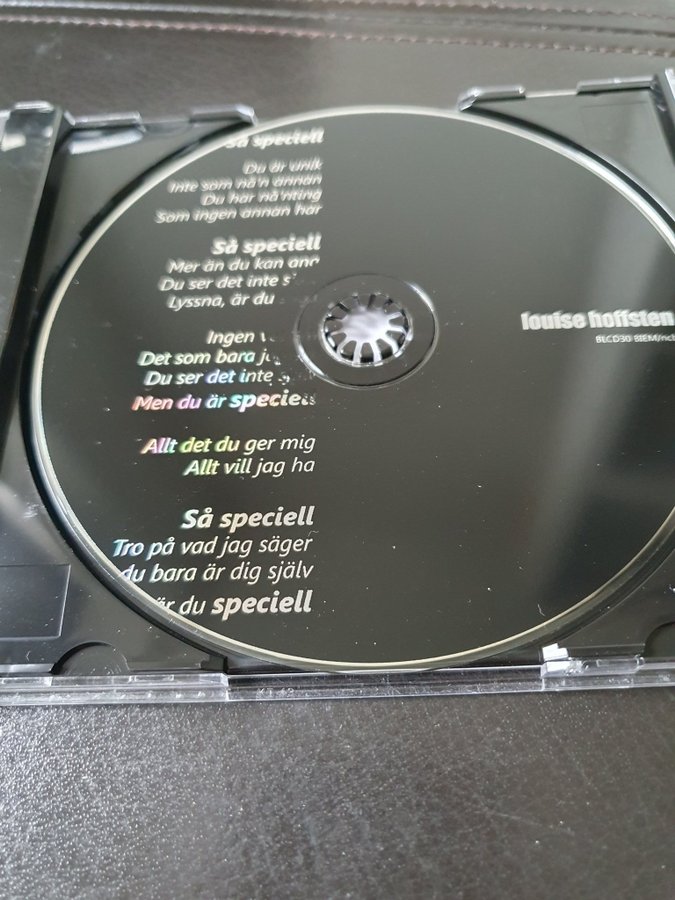 Så speciell
Du är unik
Inte som nå'n annan
Du har nå'nting
Som ingen annan har
Så speciell
Mer än du kan
Du ser det inte
Lyssna, är du
Ingen
Det som bara
Du ser det inte
Men du är speciell
Allt det du ger mig
Allt vill jag ha
Så speciell
Tro på vad jag säger
du bara är dig själv
är du speciell
louise hoffsten
BLCD30